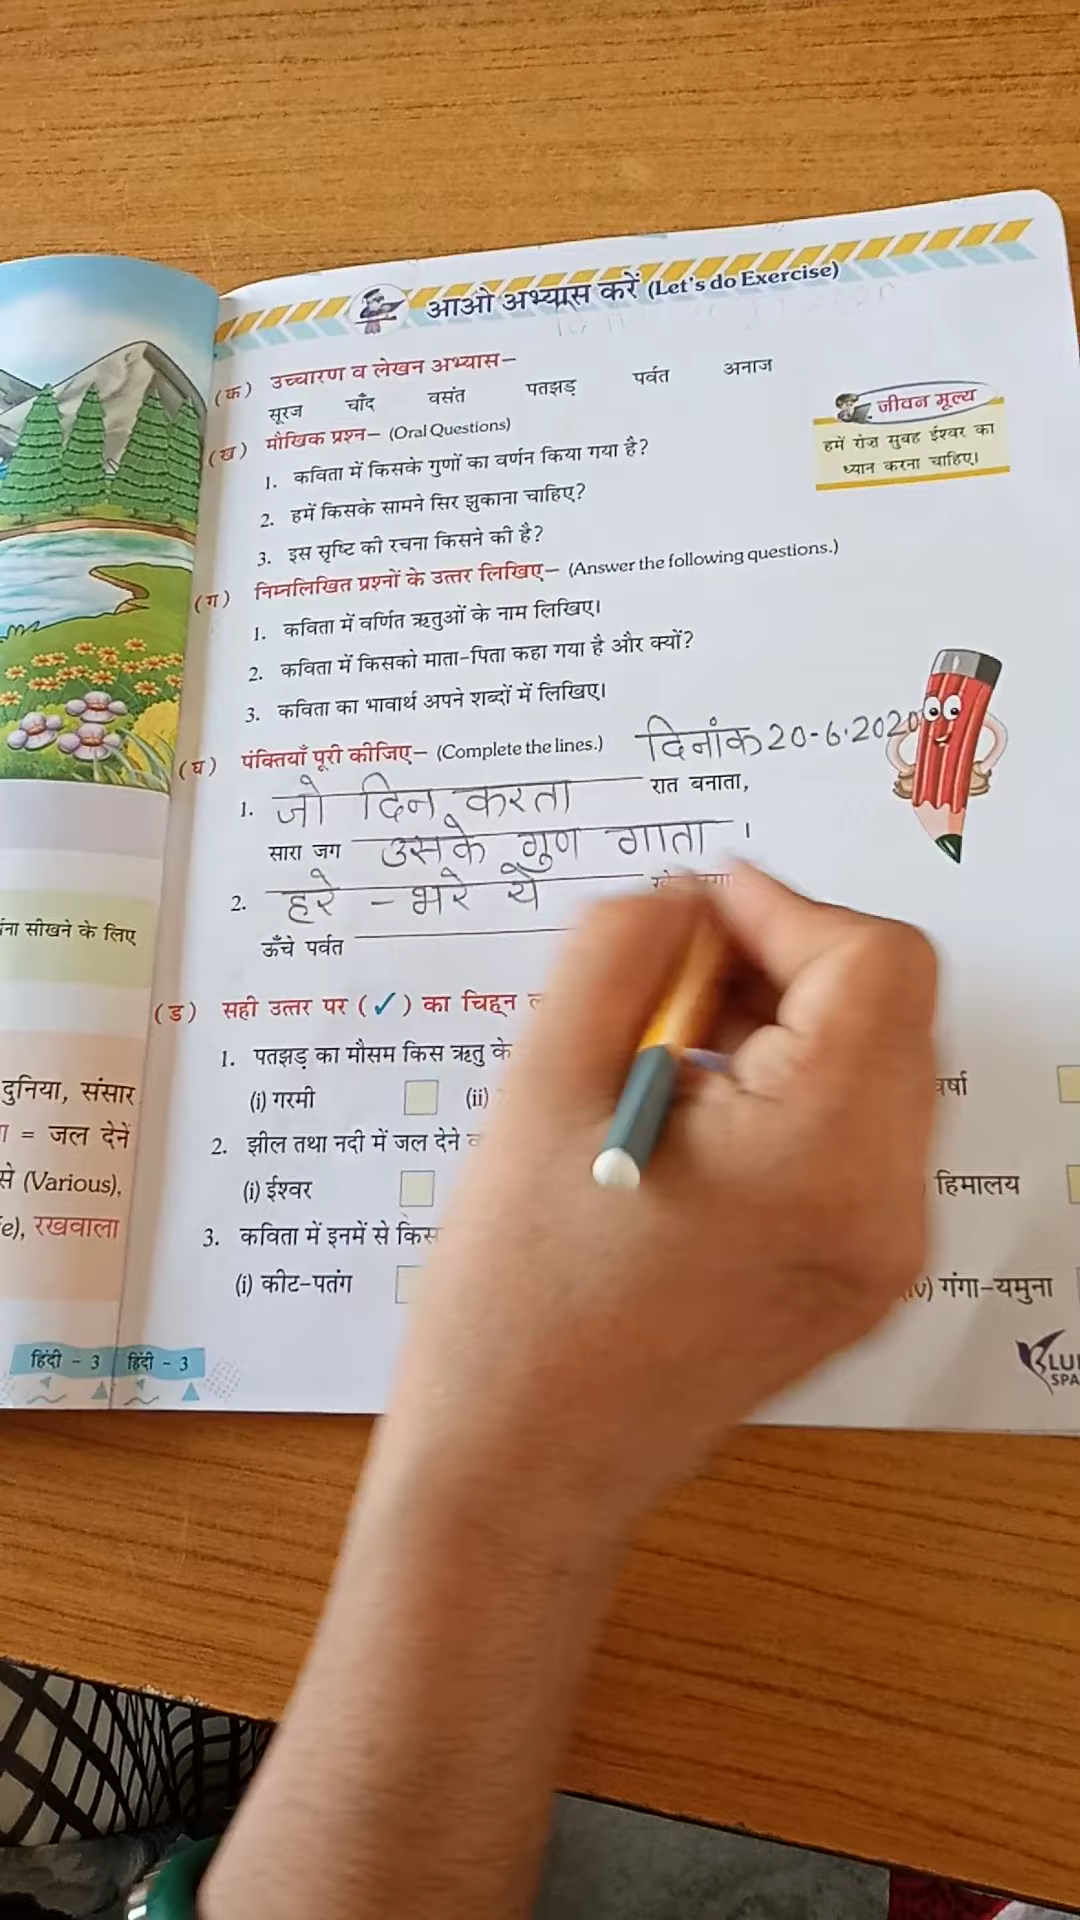 आओ अभ्यास करें (Let's do Exercise)
(क) उच्चारण व लेखन अभ्यास–
सूरज चाँद वसंत पतझड़ पर्वत अनाज
जीवन मूल्य
हमें रोज़ सुबह ईश्वर का
ध्यान करना चाहिए।
(ख) मौखिक प्रश्न– (Oral Questions)
1. कविता में किसके गुणों का वर्णन किया गया है?
2. हमें किसके सामने सिर झुकाना चाहिए?
3. इस सृष्टि की रचना किसने की है?
(ग) निम्नलिखित प्रश्नों के उत्तर लिखिए– (Answer the following questions.)
1. कविता में वर्णित ऋतुओं के नाम लिखिए।
2. कविता में किसको माता-पिता कहा गया है और क्यों?
3. कविता का भावार्थ अपने शब्दों में लिखिए।
(घ) पंक्तियाँ पूरी कीजिए– (Complete the lines.) दिनांक 20-6.2020
1. जो दिन करता रात बनाता,
सारा जग उसके गुण गाता ।
2. हरे - भरे ये
ऊँचे पर्वत
(ड) सही उत्तर पर (✓) का चिह्न
1. पतझड़ का मौसम किस ऋतु के
(i) गरमी (ii) वर्षा
2. झील तथा नदी में जल देने
(i) ईश्वर हिमालय
3. कविता में इनमें से किस
(i) कीट-पतंग (iv) गंगा-यमुना
सीखने के लिए
दुनिया, संसार
= जल देनें
से (Various),
रखवाला
हिंदी - 3 हिंदी - 3